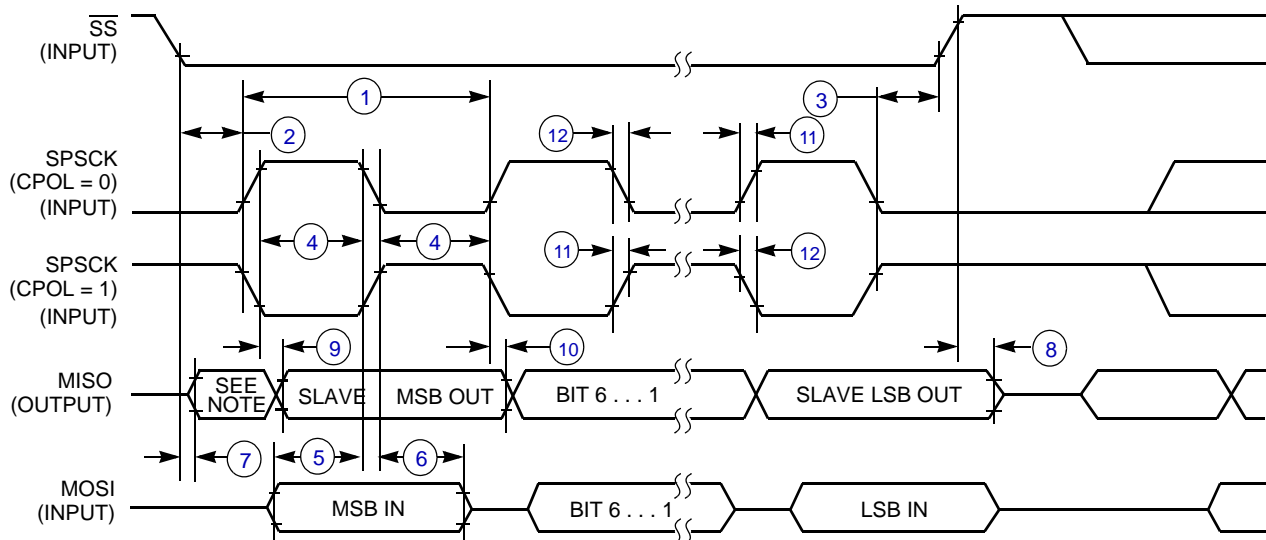 SS
(INPUT)
1
3
2
12
11
SPSCK
(CPOL = 0)
(INPUT)
4
4
11
12
SPSCK
(CPOL = 1)
(INPUT)
9
10
8
MISO
(OUTPUT)
SEE
NOTE
SLAVE
MSB OUT
BIT 6 . . . 1
SLAVE LSB OUT
7
5
6
MOSI
(INPUT)
MSB IN
BIT 6 . . . 1
LSB IN